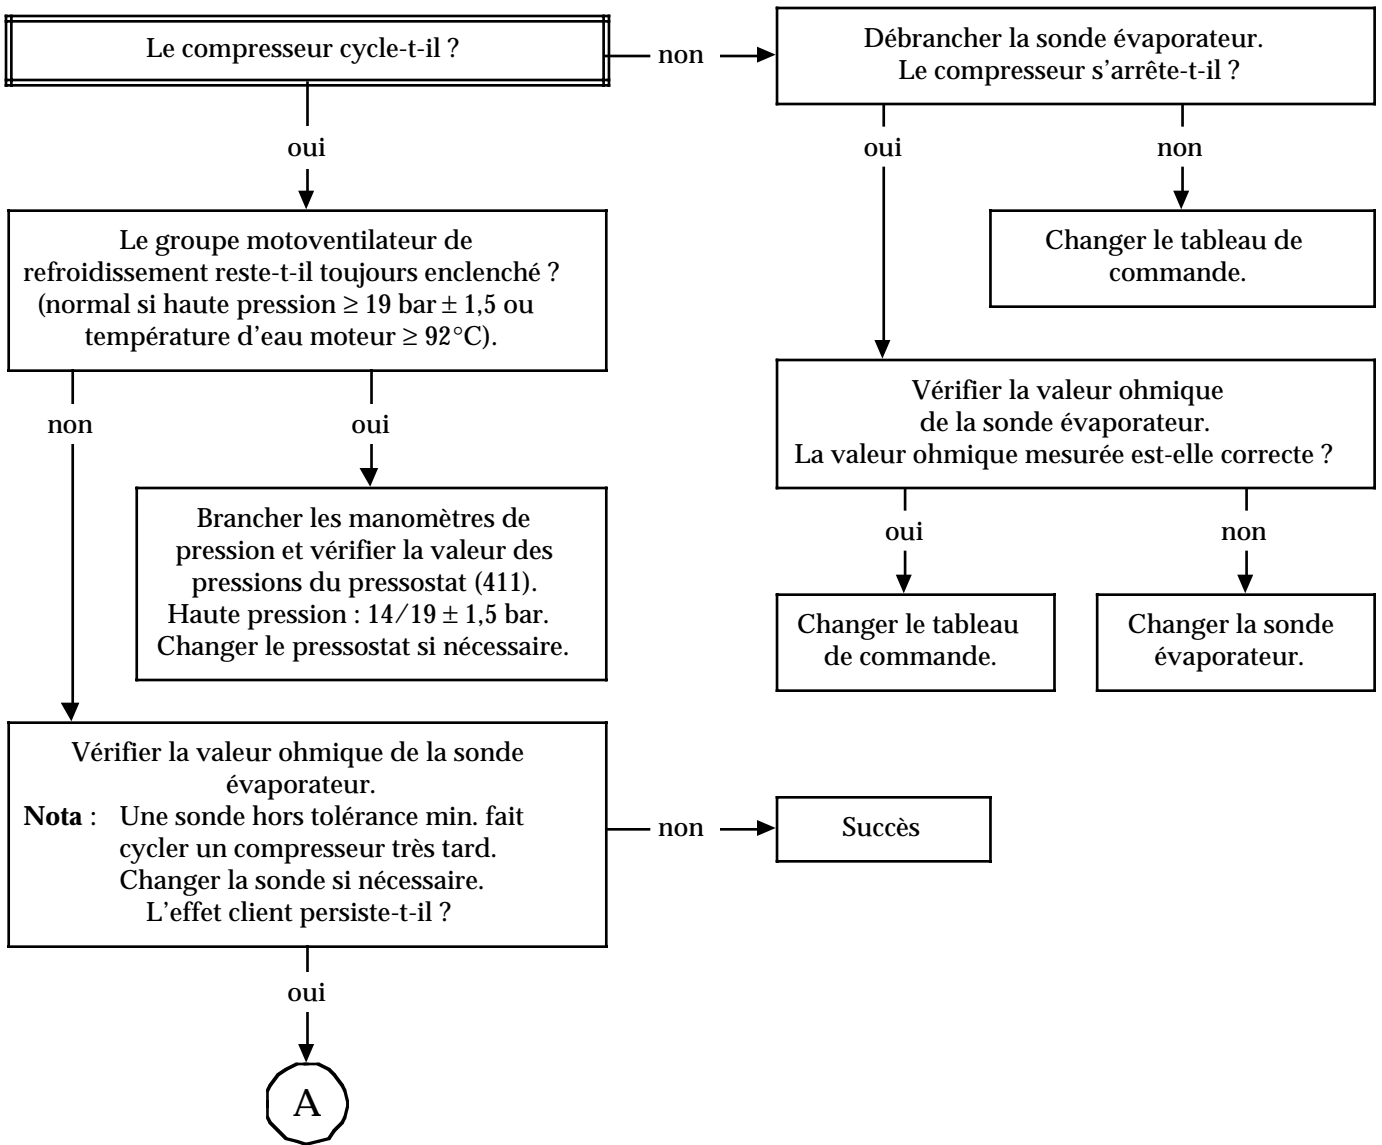 Le compresseur cycle-t-il ?
non
Débrancher la sonde évaporateur.
Le compresseur s’arrête-t-il ?
oui
oui
non
Le groupe motoventilateur de
refroidissement reste-t-il toujours enclenché ?
(normal si haute pression ≥ 19 bar ± 1,5 ou
température d’eau moteur ≥ 92°C).
Changer le tableau de
commande.
non
oui
Vérifier la valeur ohmique
de la sonde évaporateur.
La valeur ohmique mesurée est-elle correcte ?
Brancher les manomètres de
pression et vérifier la valeur des
pressions du pressostat (411).
Haute pression : 14/19 ± 1,5 bar.
Changer le pressostat si nécessaire.
oui
non
Changer le tableau
de commande.
Changer la sonde
évaporateur.
Vérifier la valeur ohmique de la sonde
évaporateur.
Nota : Une sonde hors tolérance min. fait
cycler un compresseur très tard.
Changer la sonde si nécessaire.
L’effet client persiste-t-il ?
non
Succès
oui
A